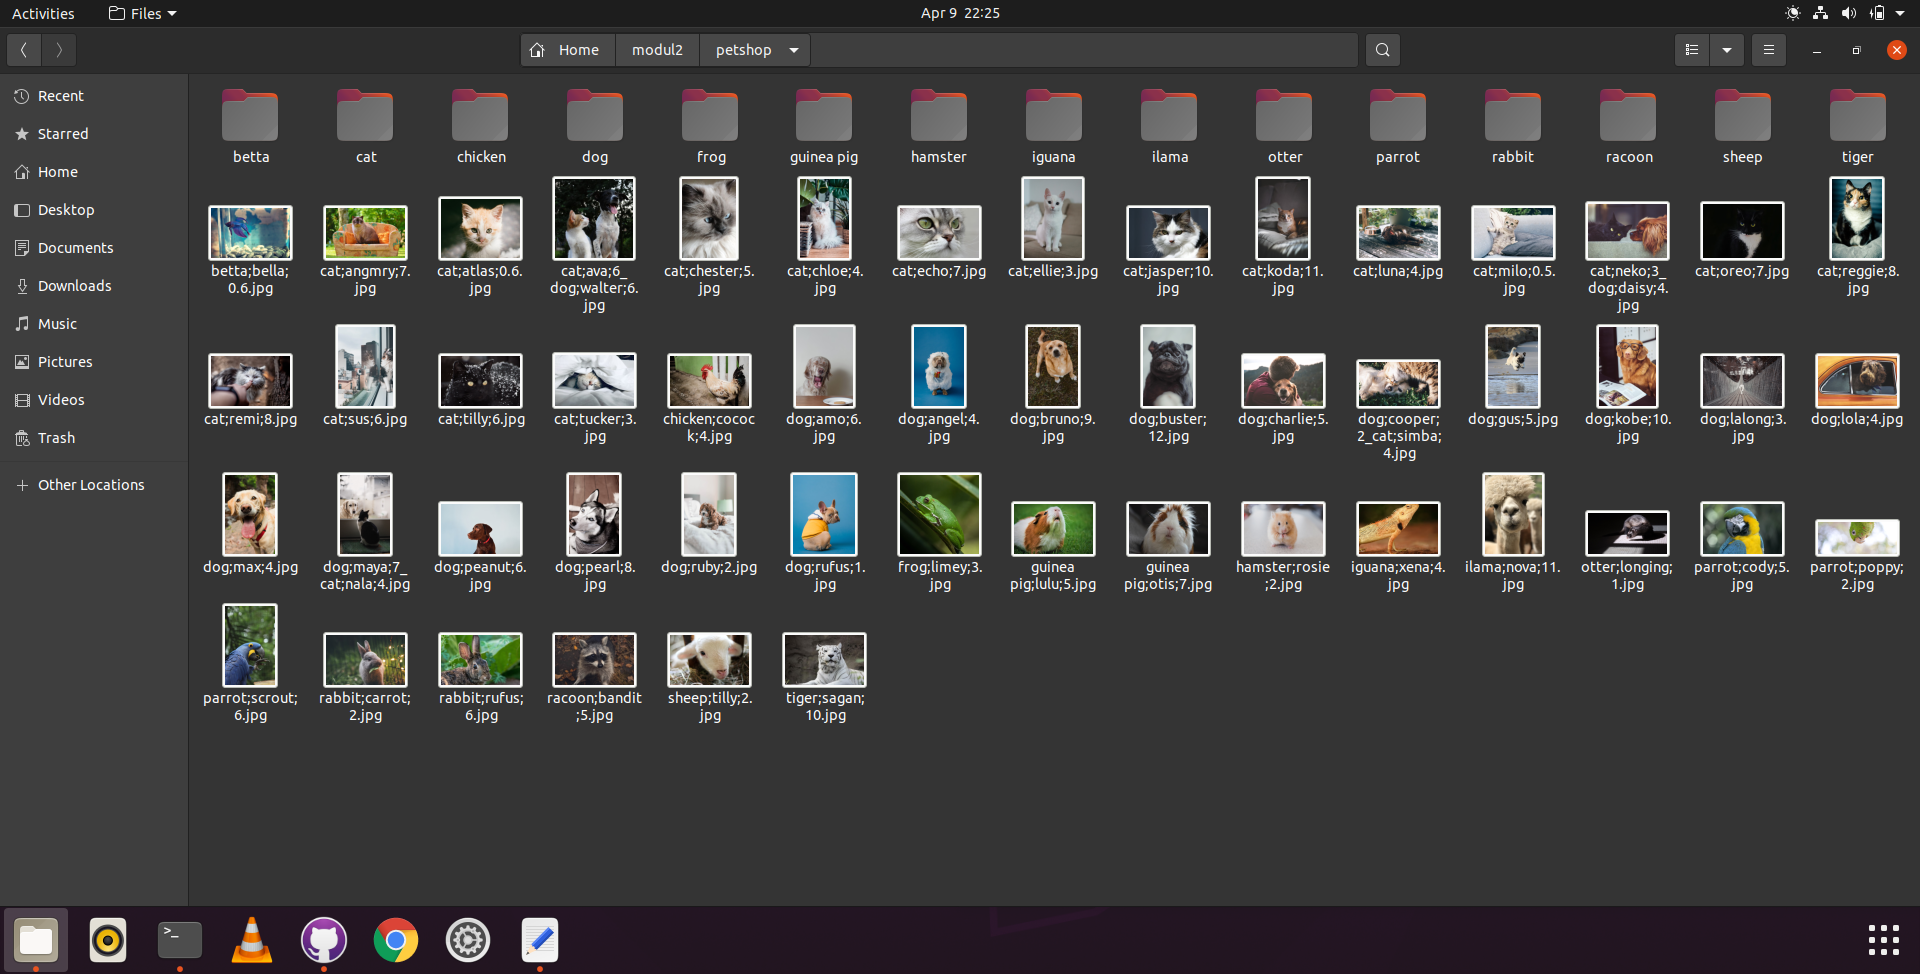 Activities
Files
Apr 9 22:25
Home
modul2
petshop
Recent
Starred
Home
Desktop
Documents
Downloads
Music
Pictures
Videos
Trash
Other Locations
betta
cat
chicken
dog
frog
guinea pig
hamster
iguana
ilama
otter
parrot
rabbit
racoon
sheep
tiger
betta;bella;
0.6.jpg
cat;angmry;7.
jpg
cat;atlas;0.6.
jpg
cat;ava;6_
dog;walter;6.
jpg
cat;chester;5.
jpg
cat;chloe;4.
jpg
cat;echo;7.jpg
cat;ellie;3.jpg
cat;jasper;10.
jpg
cat;koda;11.
jpg
cat;luna;4.jpg
cat;milo;0.5.
jpg
cat;neko;3_
dog;daisy;4.
jpg
cat;oreo;7.jpg
cat;reggie;8.
jpg
cat;remi;8.jpg
cat;sus;6.jpg
cat;tilly;6.jpg
cat;tucker;3.
jpg
chicken;cococ
k;4.jpg
dog;amo;6.
jpg
dog;angel;4.
jpg
dog;bruno;9.
jpg
dog;buster;
12.jpg
dog;charlie;5.
jpg
dog;cooper;
2_cat;simba;
4.jpg
dog;gus;5.jpg
dog;kobe;10.
jpg
dog;lalong;3.
jpg
dog;lola;4.jpg
dog;max;4.jpg
dog;maya;7_
cat;nala;4.jpg
dog;peanut;6.
jpg
dog;pearl;8.
jpg
dog;ruby;2.jpg
dog;rufus;1.
jpg
frog;limey;3.
jpg
guinea
pig;lulu;5.jpg
guinea
pig;otis;7.jpg
hamster;rosie
;2.jpg
iguana;xena;4.
jpg
ilama;nova;11.
jpg
otter;longing;
1.jpg
parrot;cody;5.
jpg
parrot;poppy;
2.jpg
parrot;scrout;
6.jpg
rabbit;carrot;
2.jpg
rabbit;rufus;
6.jpg
racoon;bandit
;5.jpg
sheep;tilly;2.
jpg
tiger;sagan;
10.jpg